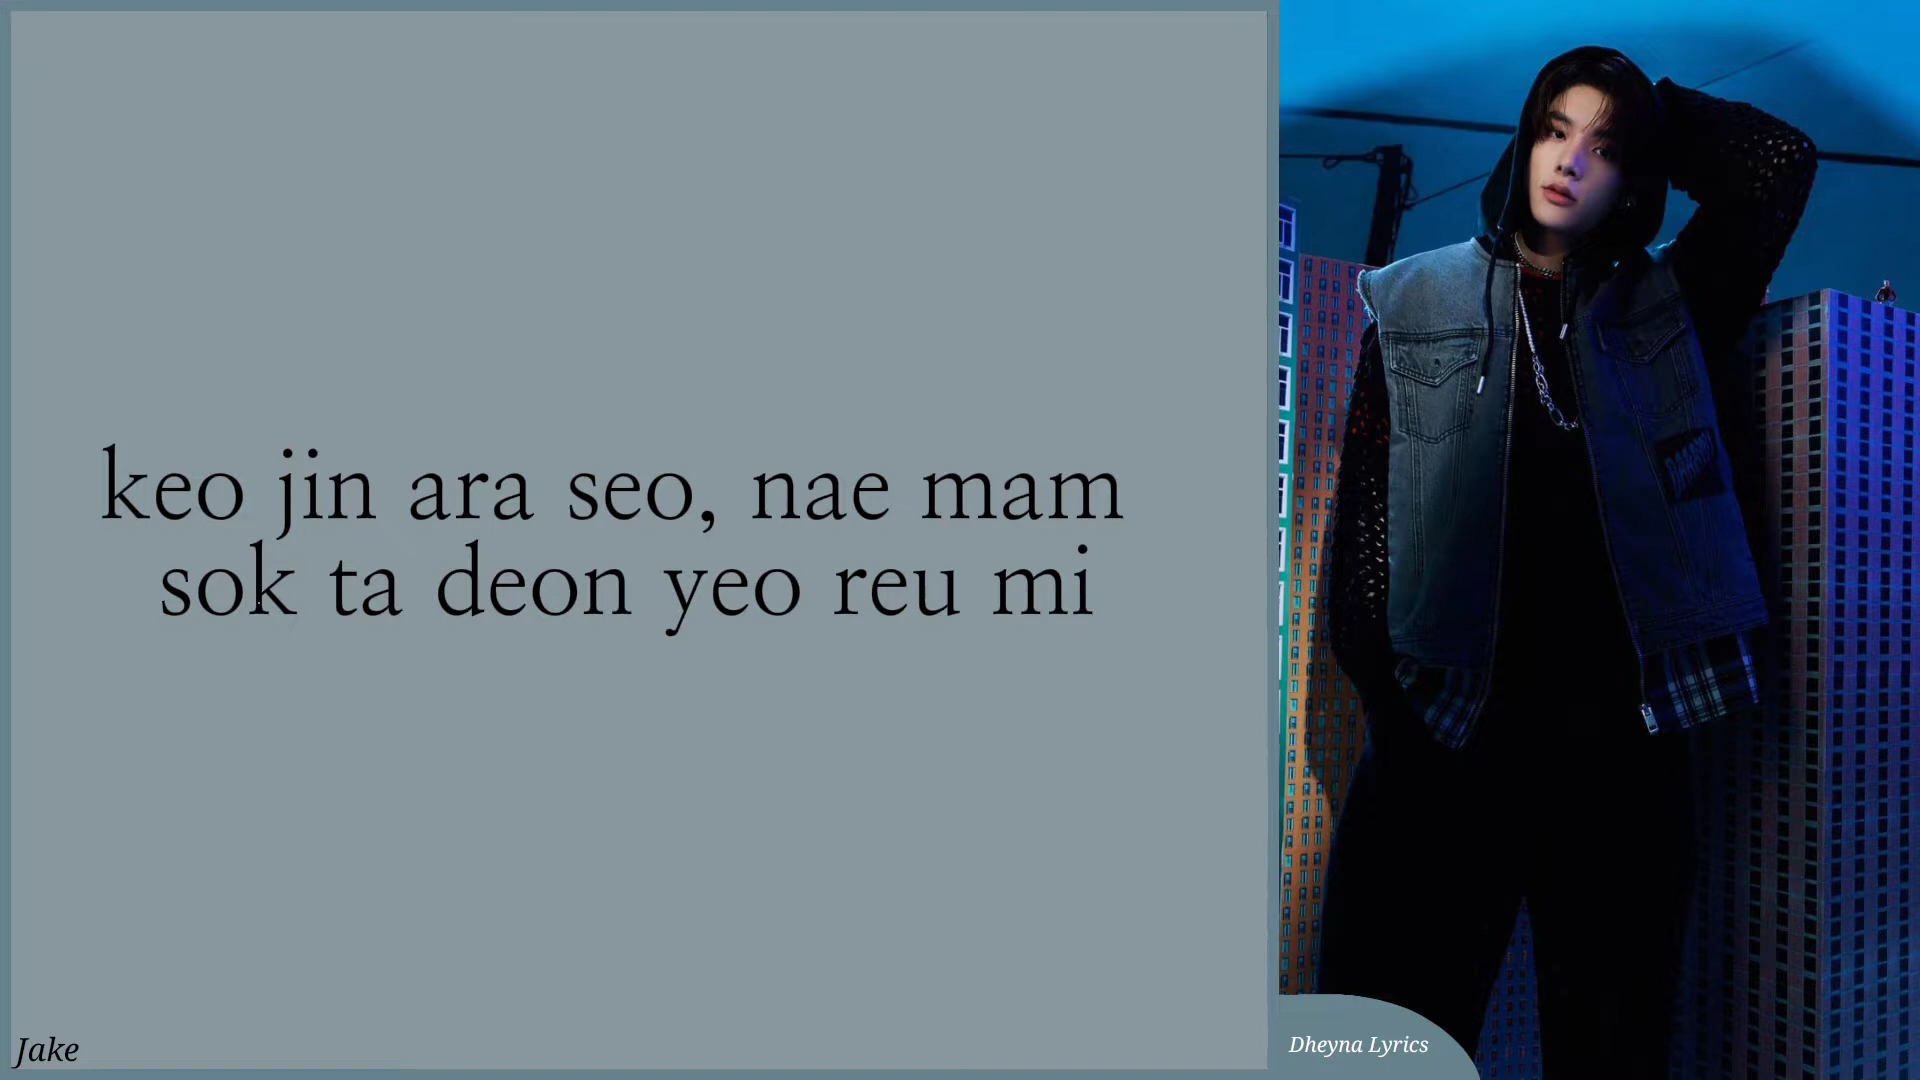 keo jin ara seo, nae mam
sok ta deon yeo reu mi
Jake
Dheyna Lyrics